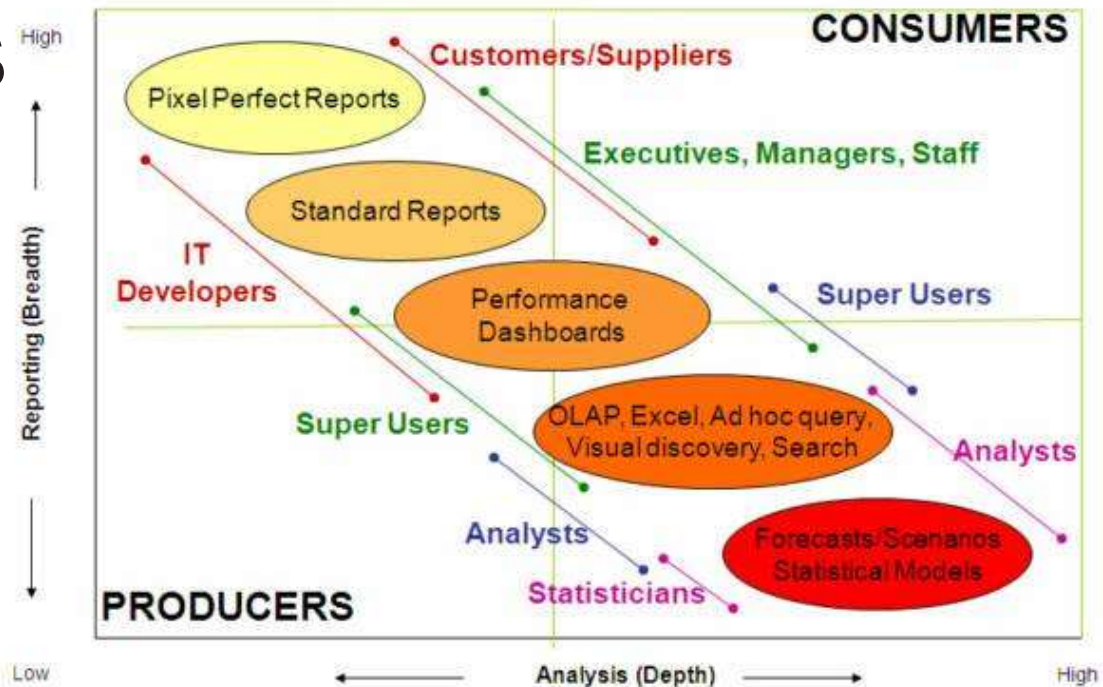 S
High
CONSUMERS
Customers/Suppliers
Pixel Perfect Reports
Executives, Managers, Staff
Standard Reports
IT
Developers
Performance
Dashboards
Super Users
Super Users
OLAP, Excel, Ad hoc query,
Visual discovery, Search
Analysts
Analysts
Forecasts/Scenarios
Statistical Models
Statisticians
PRODUCERS
Reporting (Breadth)
Low
Analysis (Depth)
High